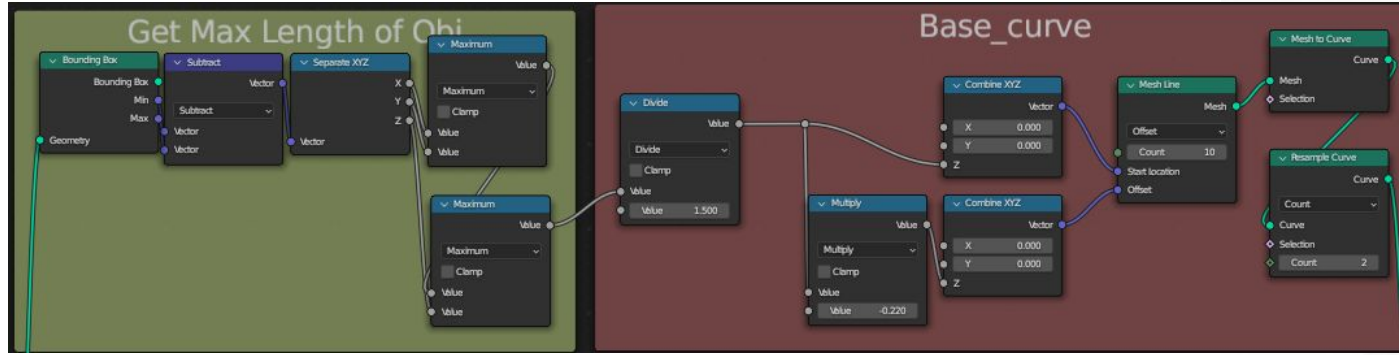 Get Max Length of Obj
Bounding Box
Bounding Box
Min
Max
Geometry
Subtract
Vector
Subtract
Vector
Vector
Separate XYZ
X
Y
Z
Vector
Maximum
Value
Maximum
Clamp
Value
Value
Maximum
Value
Maximum
Clamp
Value
Value
Base_curve
Divide
Value
Divide
Clamp
Value
Value 1.500
Multiply
Value
Multiply
Clamp
Value
Value -0.220
Combine XYZ
Vector
X 0.000
Y 0.000
Z
Combine XYZ
Vector
X 0.000
Y 0.000
Z
Mesh Line
Mesh
Offset
Count 10
Start location
Offset
Mesh to Curve
Curve
Mesh
Selection
Resample Curve
Curve
Count
Curve
Selection
Count 2